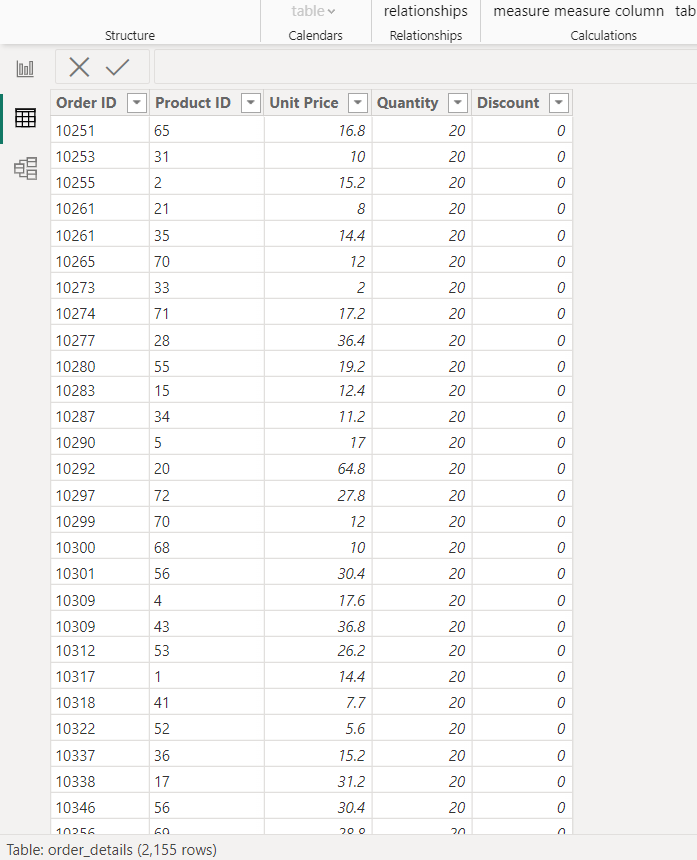 table relationships measure measure column tab
Structure Calendars Relationships Calculations
Order ID Product ID Unit Price Quantity Discount
10251 65 16.8 20 0
10253 31 10 20 0
10255 2 15.2 20 0
10261 21 8 20 0
10261 35 14.4 20 0
10265 70 12 20 0
10273 33 2 20 0
10274 71 17.2 20 0
10277 28 36.4 20 0
10280 55 19.2 20 0
10283 15 12.4 20 0
10287 34 11.2 20 0
10290 5 17 20 0
10292 20 64.8 20 0
10297 72 27.8 20 0
10299 70 12 20 0
10300 68 10 20 0
10301 56 30.4 20 0
10309 4 17.6 20 0
10309 43 36.8 20 0
10312 53 26.2 20 0
10317 1 14.4 20 0
10318 41 7.7 20 0
10322 52 5.6 20 0
10337 36 15.2 20 0
10338 17 31.2 20 0
10346 56 30.4 20 0
10356 69 28.8 20 0
Table: order_details (2,155 rows)